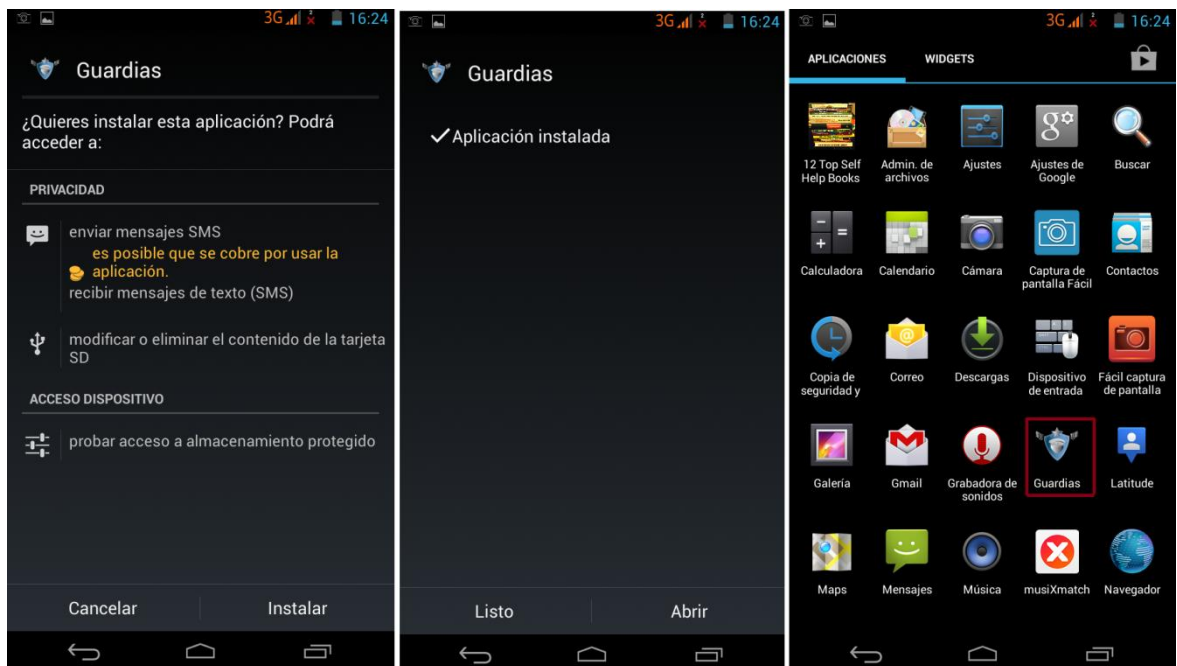 3G 16:24
Guardias
¿Quieres instalar esta aplicación? Podrá
acceder a:
PRIVACIDAD
enviar mensajes SMS
es posible que se cobre por usar la
aplicación.
recibir mensajes de texto (SMS)
modificar o eliminar el contenido de la tarjeta
SD
ACCESO DISPOSITIVO
probar acceso a almacenamiento protegido
Cancelar Instalar
3G 16:24
Guardias
Aplicación instalada
Listo Abrir
3G 16:24
APLICACIONES WIDGETS
12 Top Self
Help Books
Admin. de
archivos
Ajustes
Ajustes de
Google
Buscar
Calculadora
Calendario
Cámara
Captura de
pantalla Fácil
Contactos
Copia de
seguridad y
Correo
Descargas
Dispositivo
de entrada
Fácil captura
de pantalla
Galería
Gmail
Grabadora de
sonidos
Guardias
Latitude
Maps
Mensajes
Música
musiXmatch
Navegador